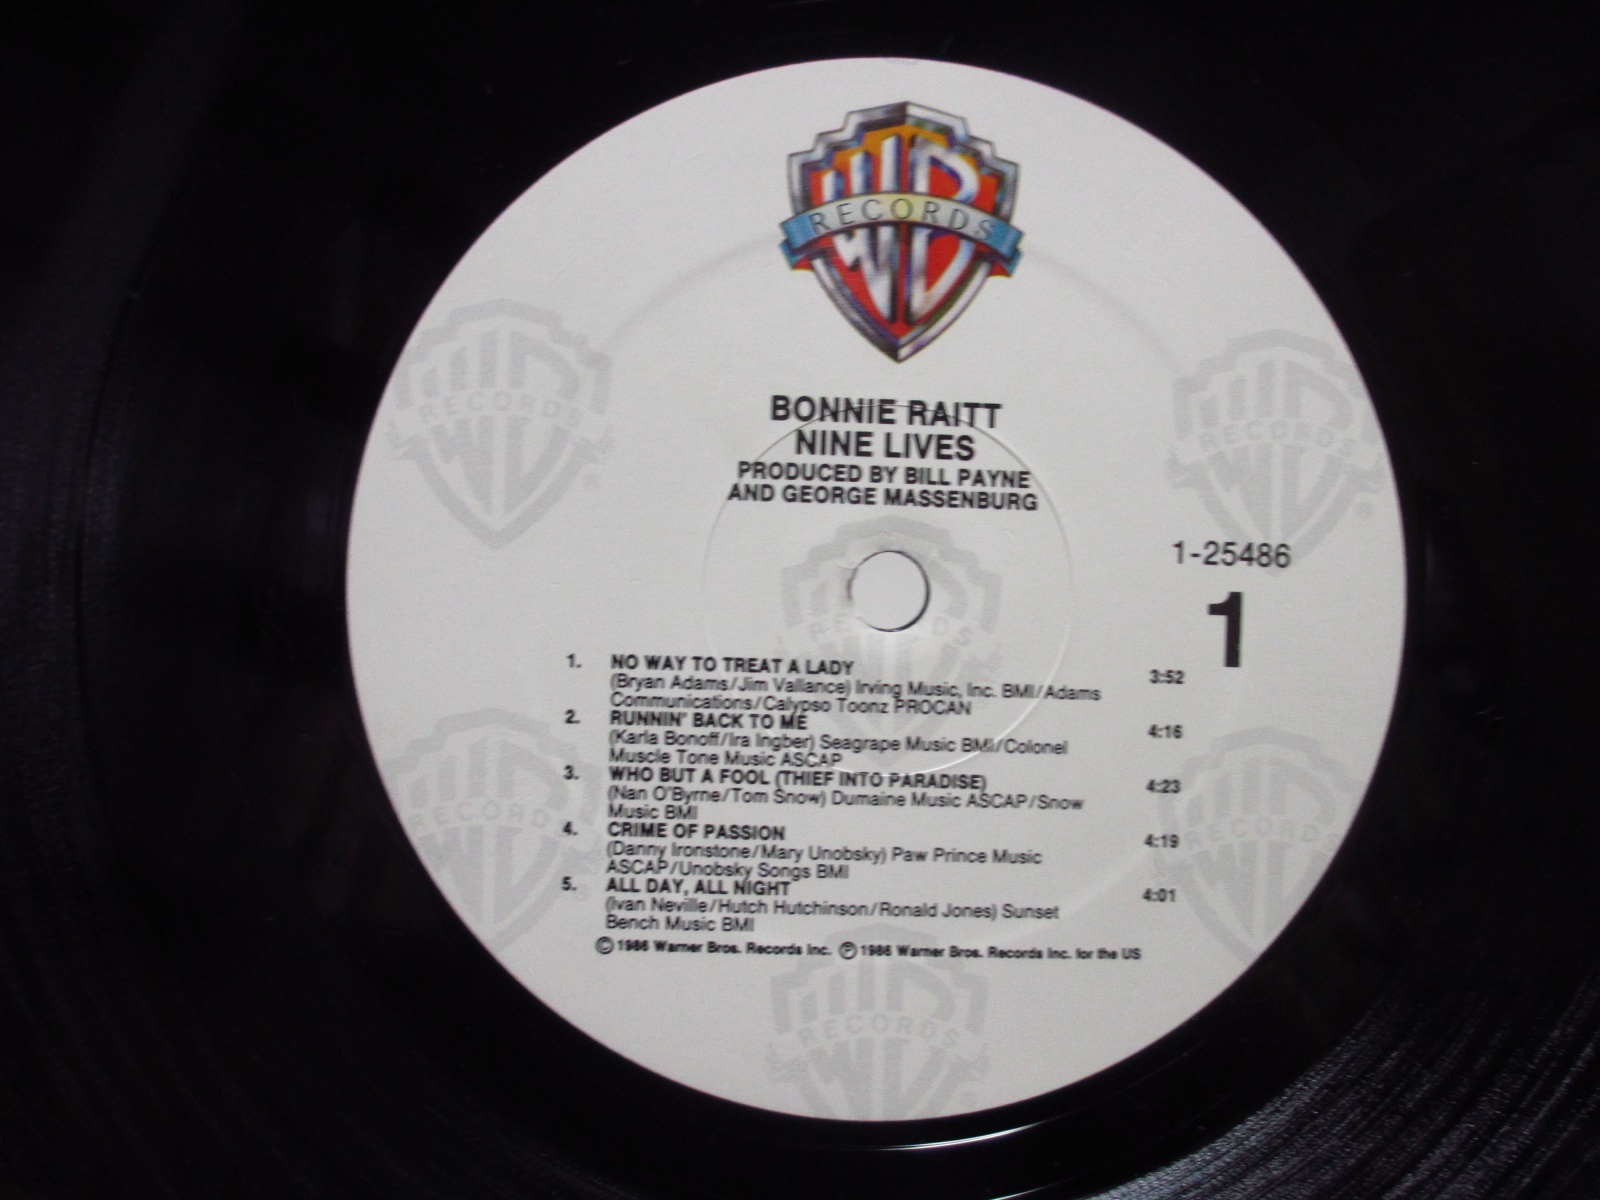 RECORDS
BONNIE RAITT
NINE LIVES
PRODUCED BY BILL PAYNE
AND GEORGE MASSENBURG
1-25486
1
1. NO WAY TO TREAT A LADY 3:52
(Bryan Adams/Jim Vallance) Irving Music, Inc. BMI/Adams
Communications/Calypso Toonz PROCAN
2. RUNNIN' BACK TO ME 4:16
(Karla Bonoff/Ira Ingber) Seagrape Music BMI/Colonel
Muscle Tone Music ASCAP
3. WHO BUT A FOOL (THIEF INTO PARADISE) 4:23
(Nan O'Byrne/Tom Snow) Dumaine Music ASCAP/Snow
Music BMI
4. CRIME OF PASSION 4:19
(Danny Ironstone/Mary Unobsky) Paw Prince Music
ASCAP/Unobsky Songs BMI
5. ALL DAY, ALL NIGHT 4:01
(Ivan Neville/Hutch Hutchinson/Ronald Jones) Sunset
Bench Music BMI
© 1986 Warner Bros. Records Inc. ℗ 1986 Warner Bros. Records Inc. for the US
RECORDS
RECORDS
RECORDS
RECORDS
RECORDS
RECORDS